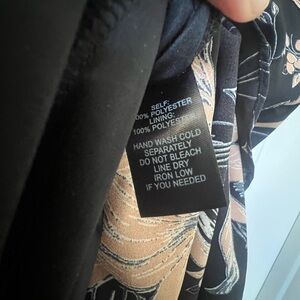 SELF:
100% POLYESTER
LINING:
100% POLYESTER
HAND WASH COLD
SEPARATELY
DO NOT BLEACH
LINE DRY
IRON LOW
IF YOU NEEDED